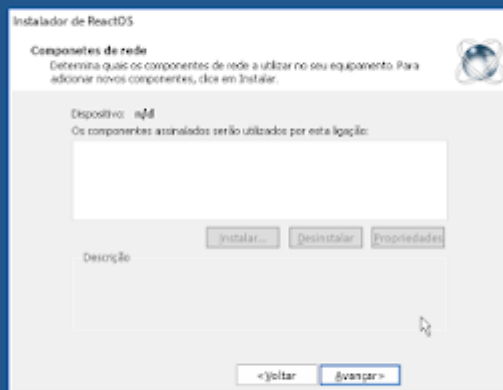 Instalador de ReactOS
Componetes de rede
Determina quais os componentes de rede a utilizar no seu equipamento. Para
adicionar novos componentes, clice em Instalar.
Dispositivo: n/d
Os componentes assinalados serão utilizados por esta ligação:
Instalar... Desinstalar Propriedades
Descrição
<Voltar Avançar>